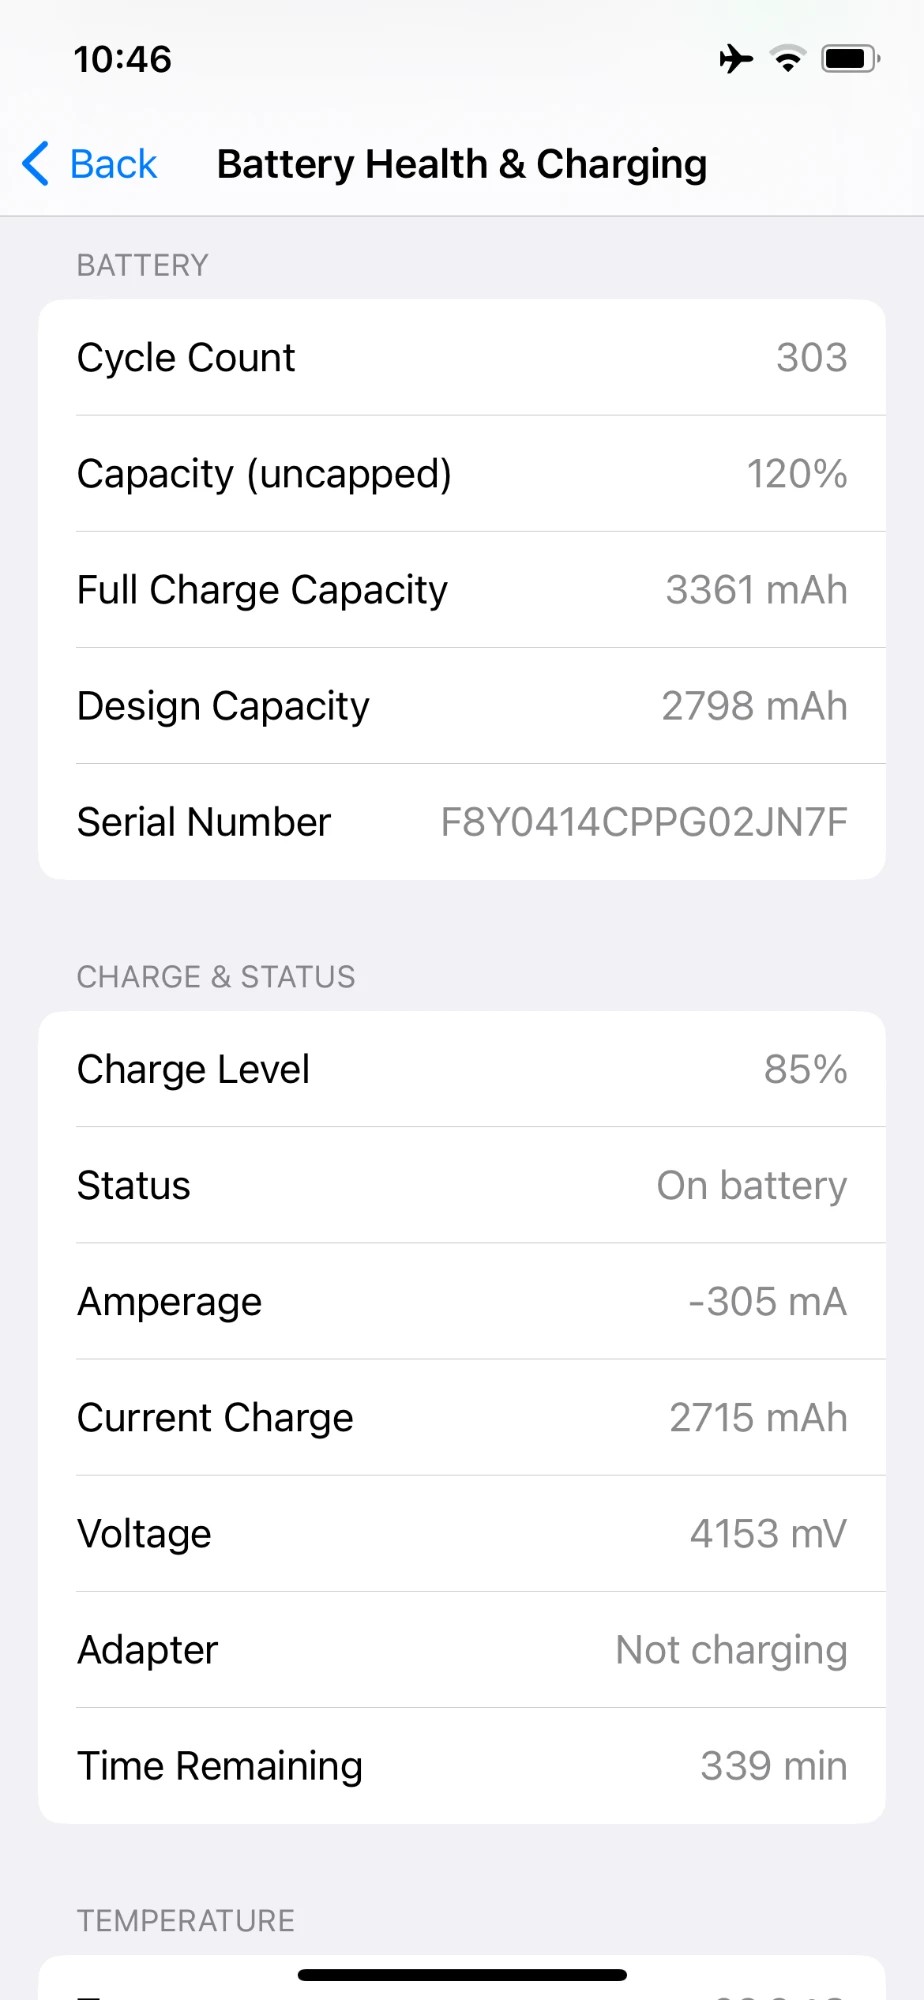 10:46
Back
Battery Health & Charging
BATTERY
Cycle Count 303
Capacity (uncapped) 120%
Full Charge Capacity 3361 mAh
Design Capacity 2798 mAh
Serial Number F8Y0414CPPG02JN7F
CHARGE & STATUS
Charge Level 85%
Status On battery
Amperage -305 mA
Current Charge 2715 mAh
Voltage 4153 mV
Adapter Not charging
Time Remaining 339 min
TEMPERATURE